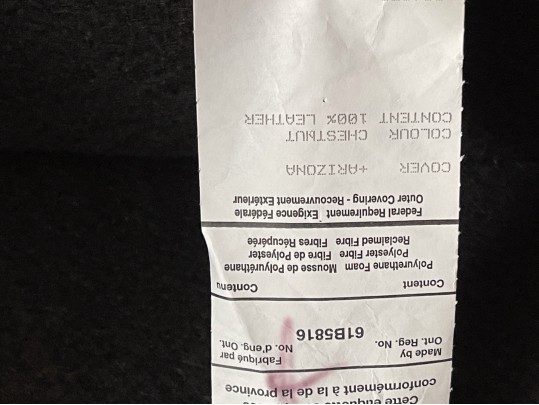 Cette étiquette
conformément à la de la province
Made by Fabriqué par
Ont. Reg. No. 61B5816 No. d'eng. Ont.
Content Contenu
Polyurethane Foam Mousse de Polyuréthane
Polyester Fibre Fibre de Polyester
Reclaimed Fibre Fibres Récupérée
Federal Requirement Exigence Fédérale
Outer Covering - Recouvrement Extérieur
COVER +ARIZONA
COLOUR CHESTNUT
CONTENT 100% LEATHER